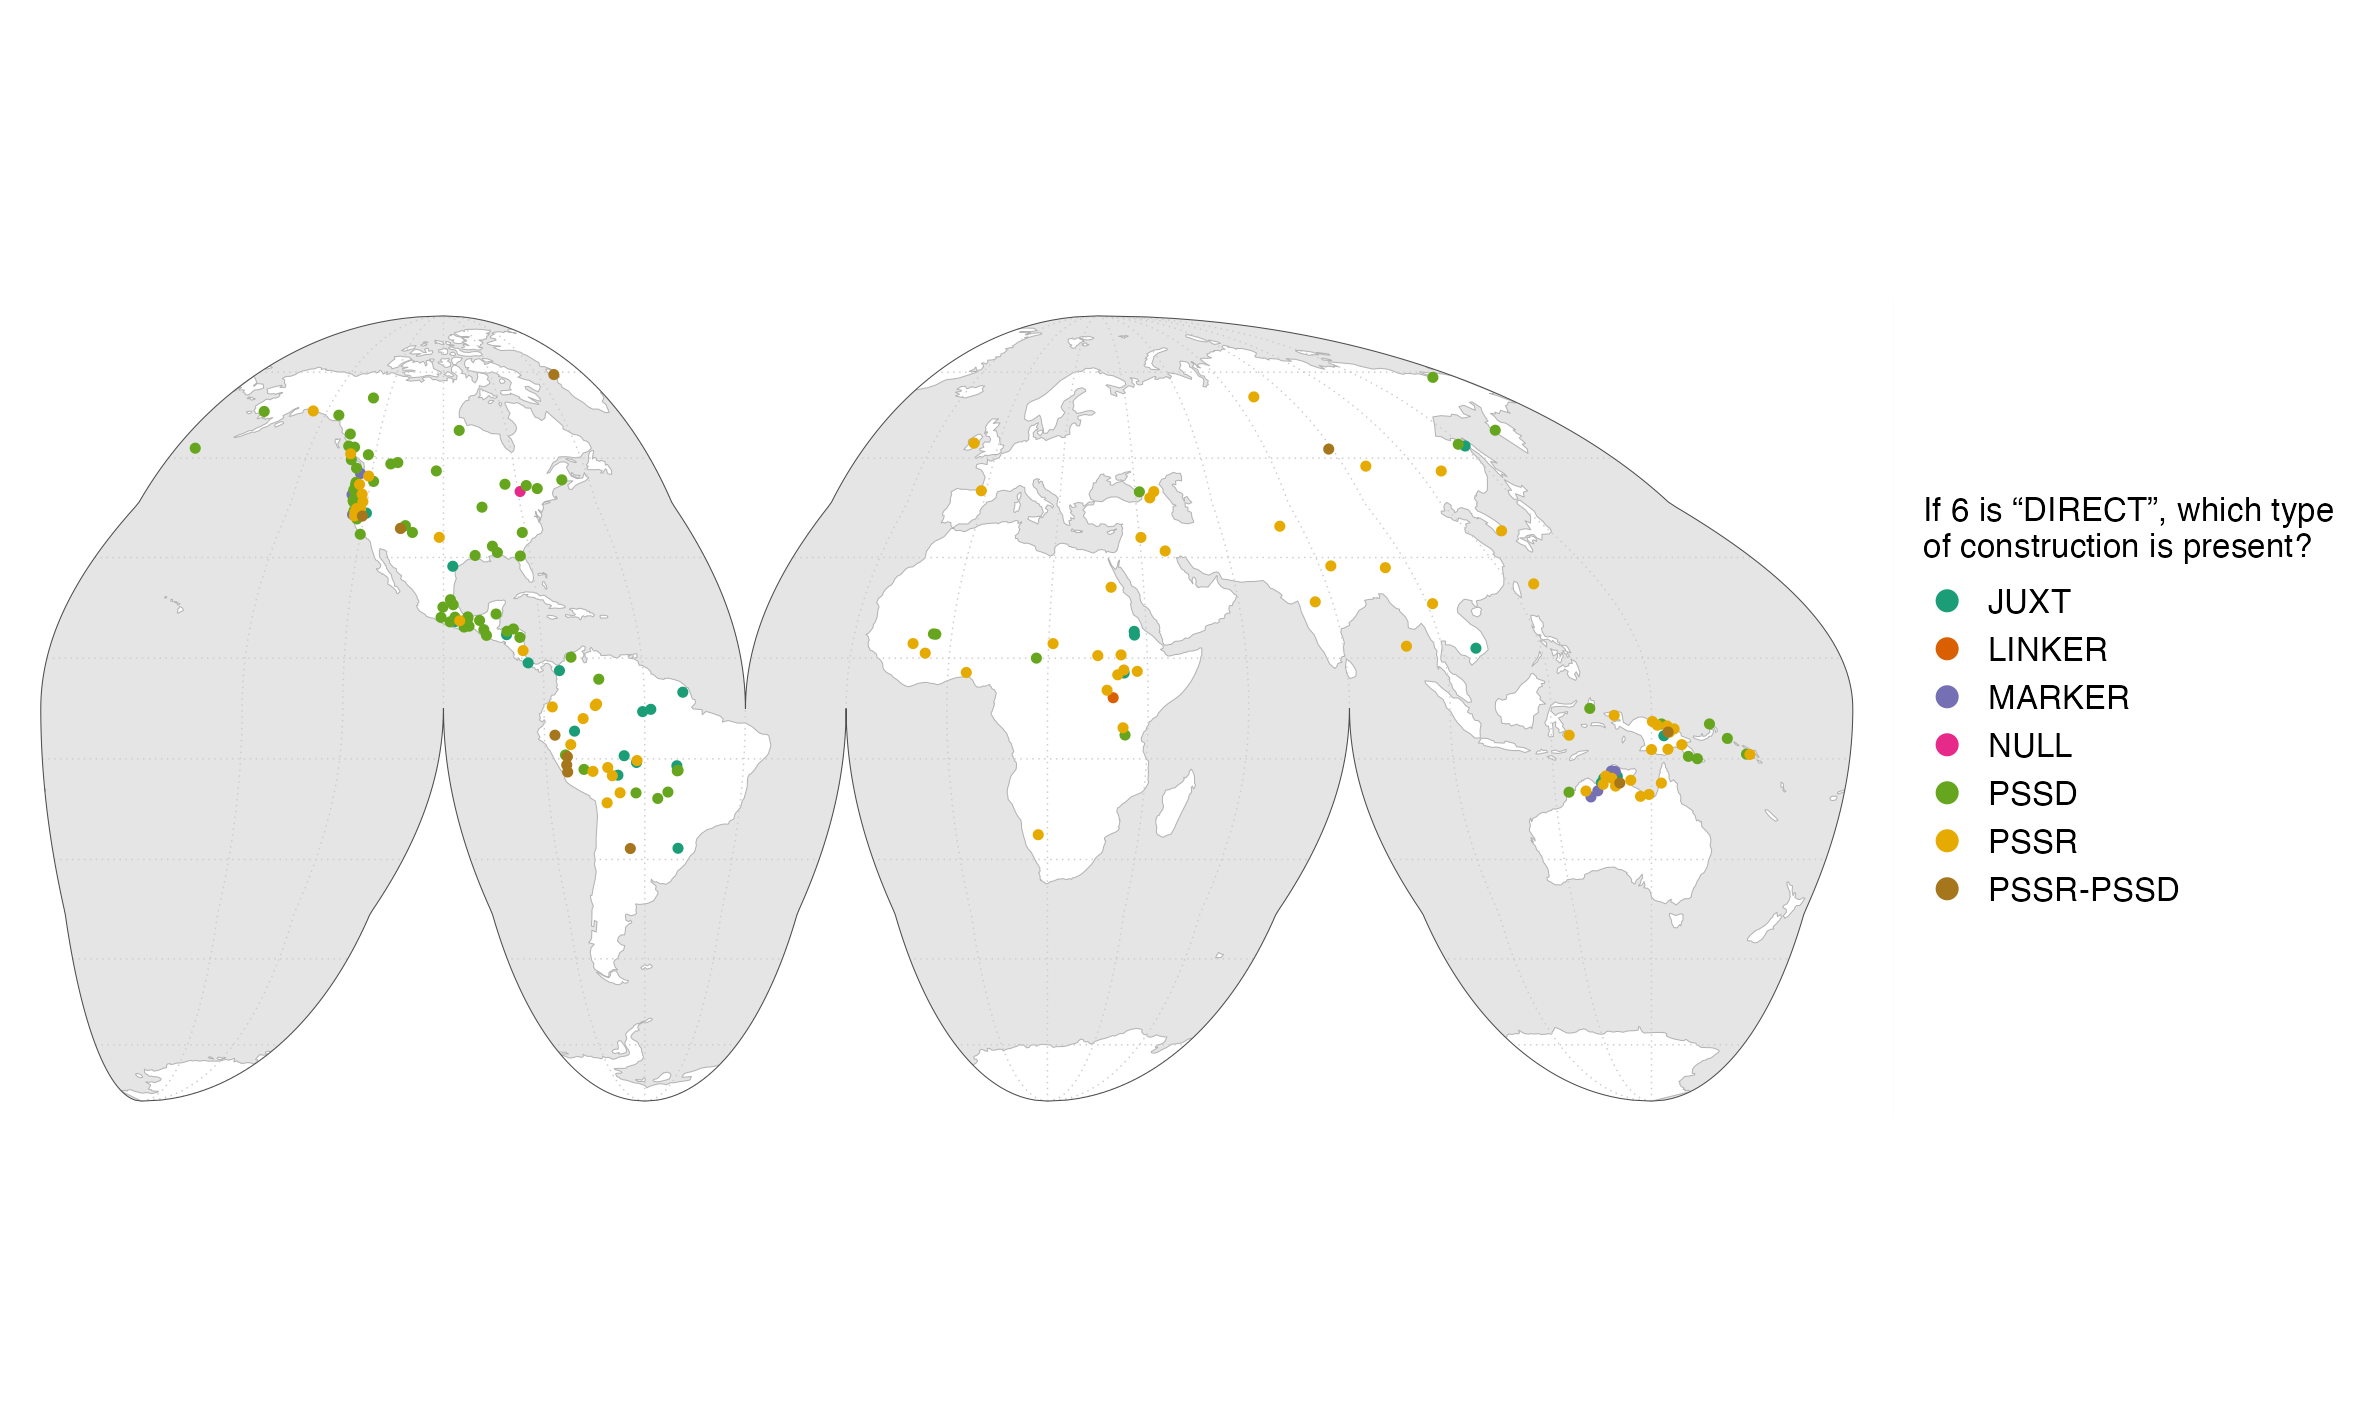 If 6 is “DIRECT”, which type
of construction is present?
JUXT
LINKER
MARKER
NULL
PSSD
PSSR
PSSR-PSSD